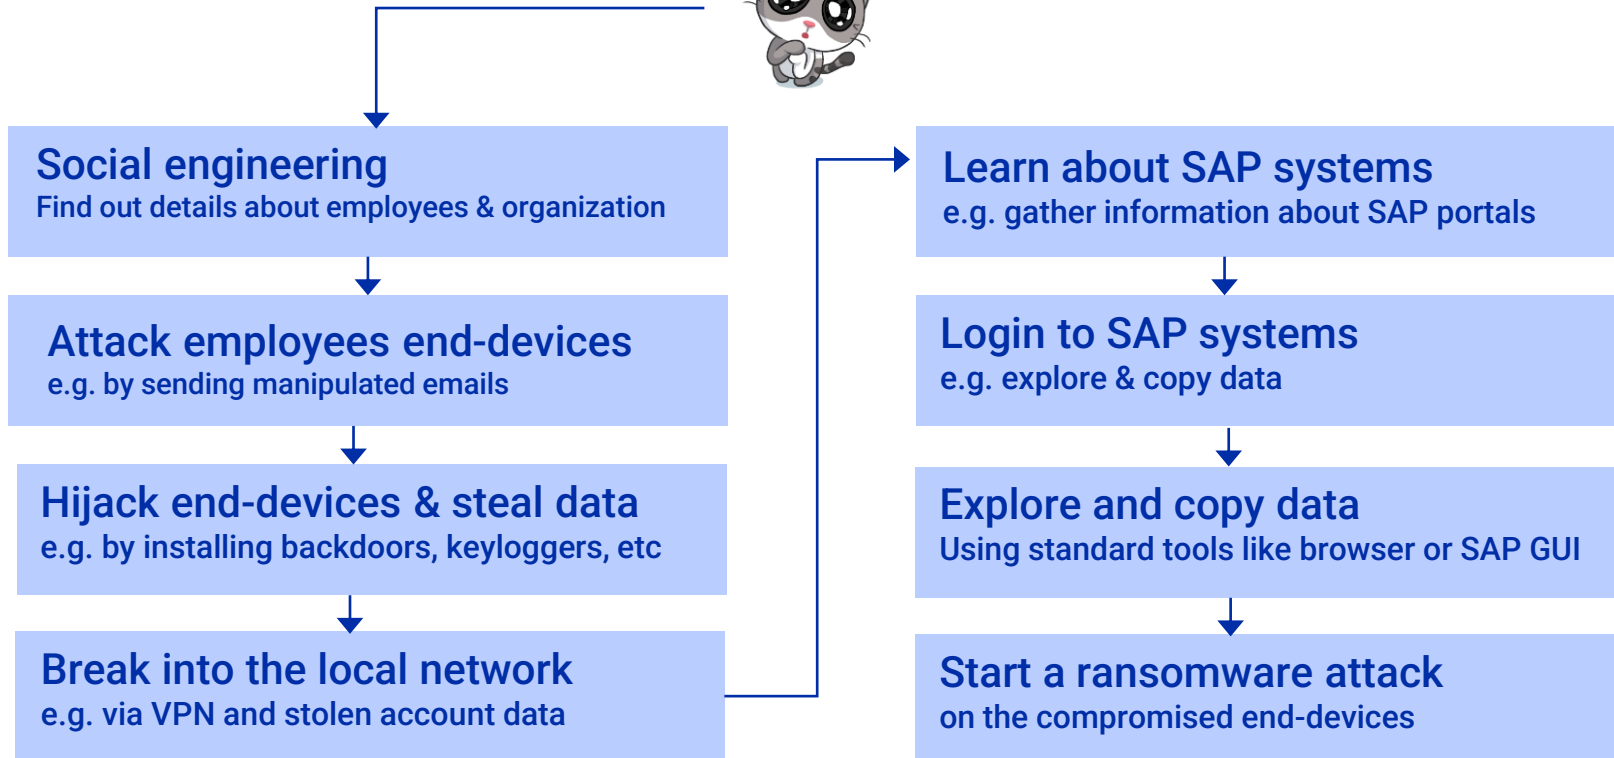 Social engineering
Find out details about employees & organization
Attack employees end-devices
e.g. by sending manipulated emails
Hijack end-devices & steal data
e.g. by installing backdoors, keyloggers, etc
Break into the local network
e.g. via VPN and stolen account data
Learn about SAP systems
e.g. gather information about SAP portals
Login to SAP systems
e.g. explore & copy data
Explore and copy data
Using standard tools like browser or SAP GUI
Start a ransomware attack
on the compromised end-devices